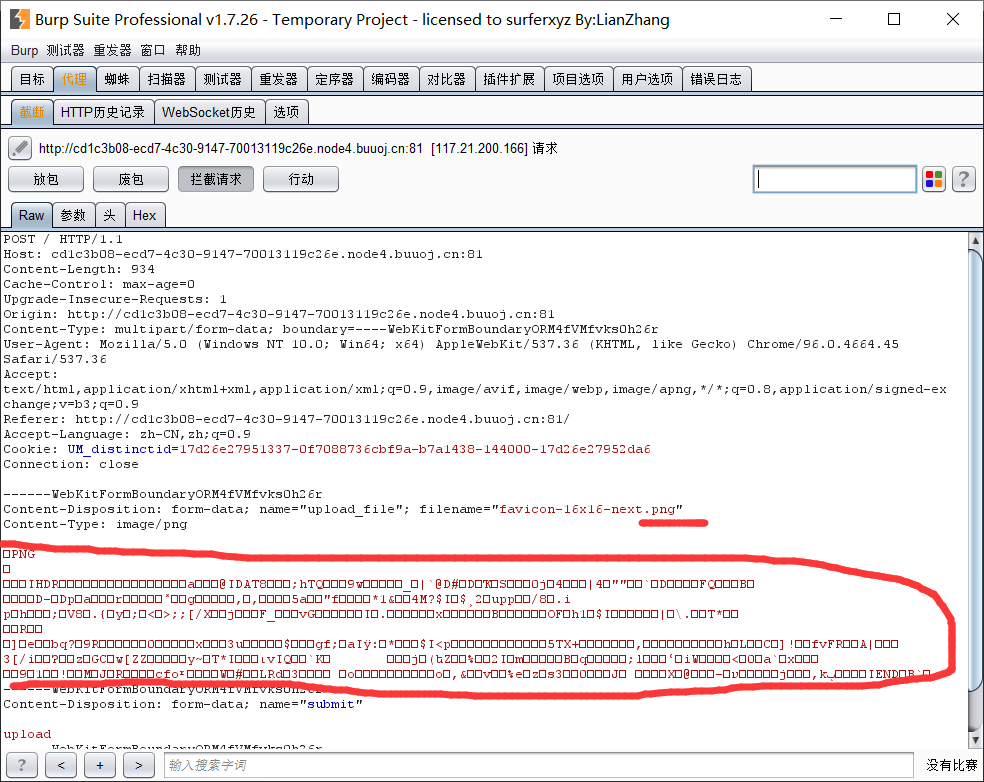 Burp Suite Professional v1.7.26 - Temporary Project - licensed to surferxyz By:LianZhang
Burp 测试器 重发器 窗口 帮助
目标 代理 蜘蛛 扫描器 测试器 重发器 定序器 编码器 对比器 插件扩展 项目选项 用户选项 错误日志
截断 HTTP历史记录 WebSocket历史 选项
http://cd1c3b08-ecd7-4c30-9147-70013119c26e.node4.buuoj.cn:81 [117.21.200.166] 请求
放包 废包 拦截请求 行动 ?
Raw 参数 头 Hex
POST / HTTP/1.1
Host: cd1c3b08-ecd7-4c30-9147-70013119c26e.node4.buuoj.cn:81
Content-Length: 934
Cache-Control: max-age=0
Upgrade-Insecure-Requests: 1
Origin: http://cd1c3b08-ecd7-4c30-9147-70013119c26e.node4.buuoj.cn:81
Content-Type: multipart/form-data; boundary=----WebKitFormBoundaryORM4fVMfvks0h26r
User-Agent: Mozilla/5.0 (Windows NT 10.0; Win64; x64) AppleWebKit/537.36 (KHTML, like Gecko) Chrome/96.0.4664.45
Safari/537.36
Accept:
text/html,application/xhtml+xml,application/xml;q=0.9,image/avif,image/webp,image/apng,*/*;q=0.8,application/signed-ex
change;v=b3;q=0.9
Referer: http://cd1c3b08-ecd7-4c30-9147-70013119c26e.node4.buuoj.cn:81/
Accept-Language: zh-CN,zh;q=0.9
Cookie: UM_distinctid=17d26e27951337-0f7088736cbf9a-b7a1438-144000-17d26e27952da6
Connection: close
------WebKitFormBoundaryORM4fVMfvks0h26r
Content-Disposition: form-data; name="upload_file"; filename="favicon-16x16-next.png"
Content-Type: image/png
PNG
IHDR
IDAT8
IEND
------WebKitFormBoundaryORM4fVMfvks0h26r
Content-Disposition: form-data; name="submit"
upload
------WebKitFormBoundaryORM4fVMfvks0h26r
? < + > 输入搜索字词 没有比赛